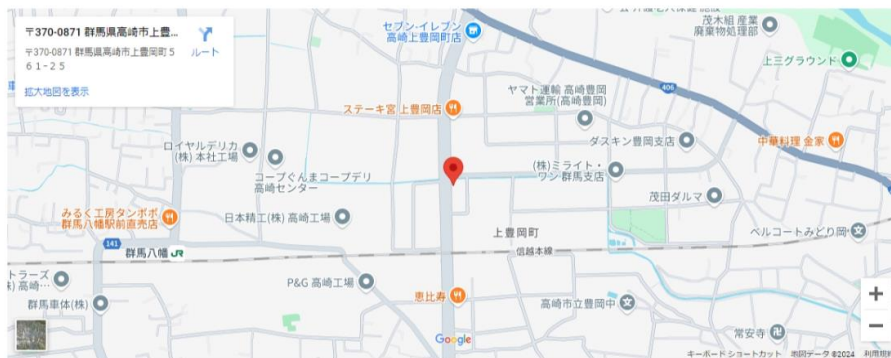 〒370-0871 群馬県高崎市上豊...
ルート
〒370-0871 群馬県高崎市上豊岡町５
６１−２５
拡大地図を表示
セブン-イレブン
高崎上豊岡町店
茂木組 産業
廃棄物処理部
上三グラウンド
406
ヤマト運輸 高崎豊岡
営業所(高崎豊岡)
ステーキ宮 上豊岡店
ダスキン豊岡支店
中華料理 金家
ロイヤルデリカ
(株) 本社工場
コープぐんまコープデリ
高崎センター
(株)ミライト・
ワン 群馬支店
茂田ダルマ
みるく工房タンポポ
群馬八幡駅前直売店
日本精工(株) 高崎工場
上豊岡町
ベルコートみどり岡
141
群馬八幡 JR
信越本線
トラーズ
高崎…
P&G 高崎工場
群馬車体(株)
恵比寿
高崎市立豊岡中
常安寺
+
−
Google
キーボード ショートカット
地図データ ©2024
利用規